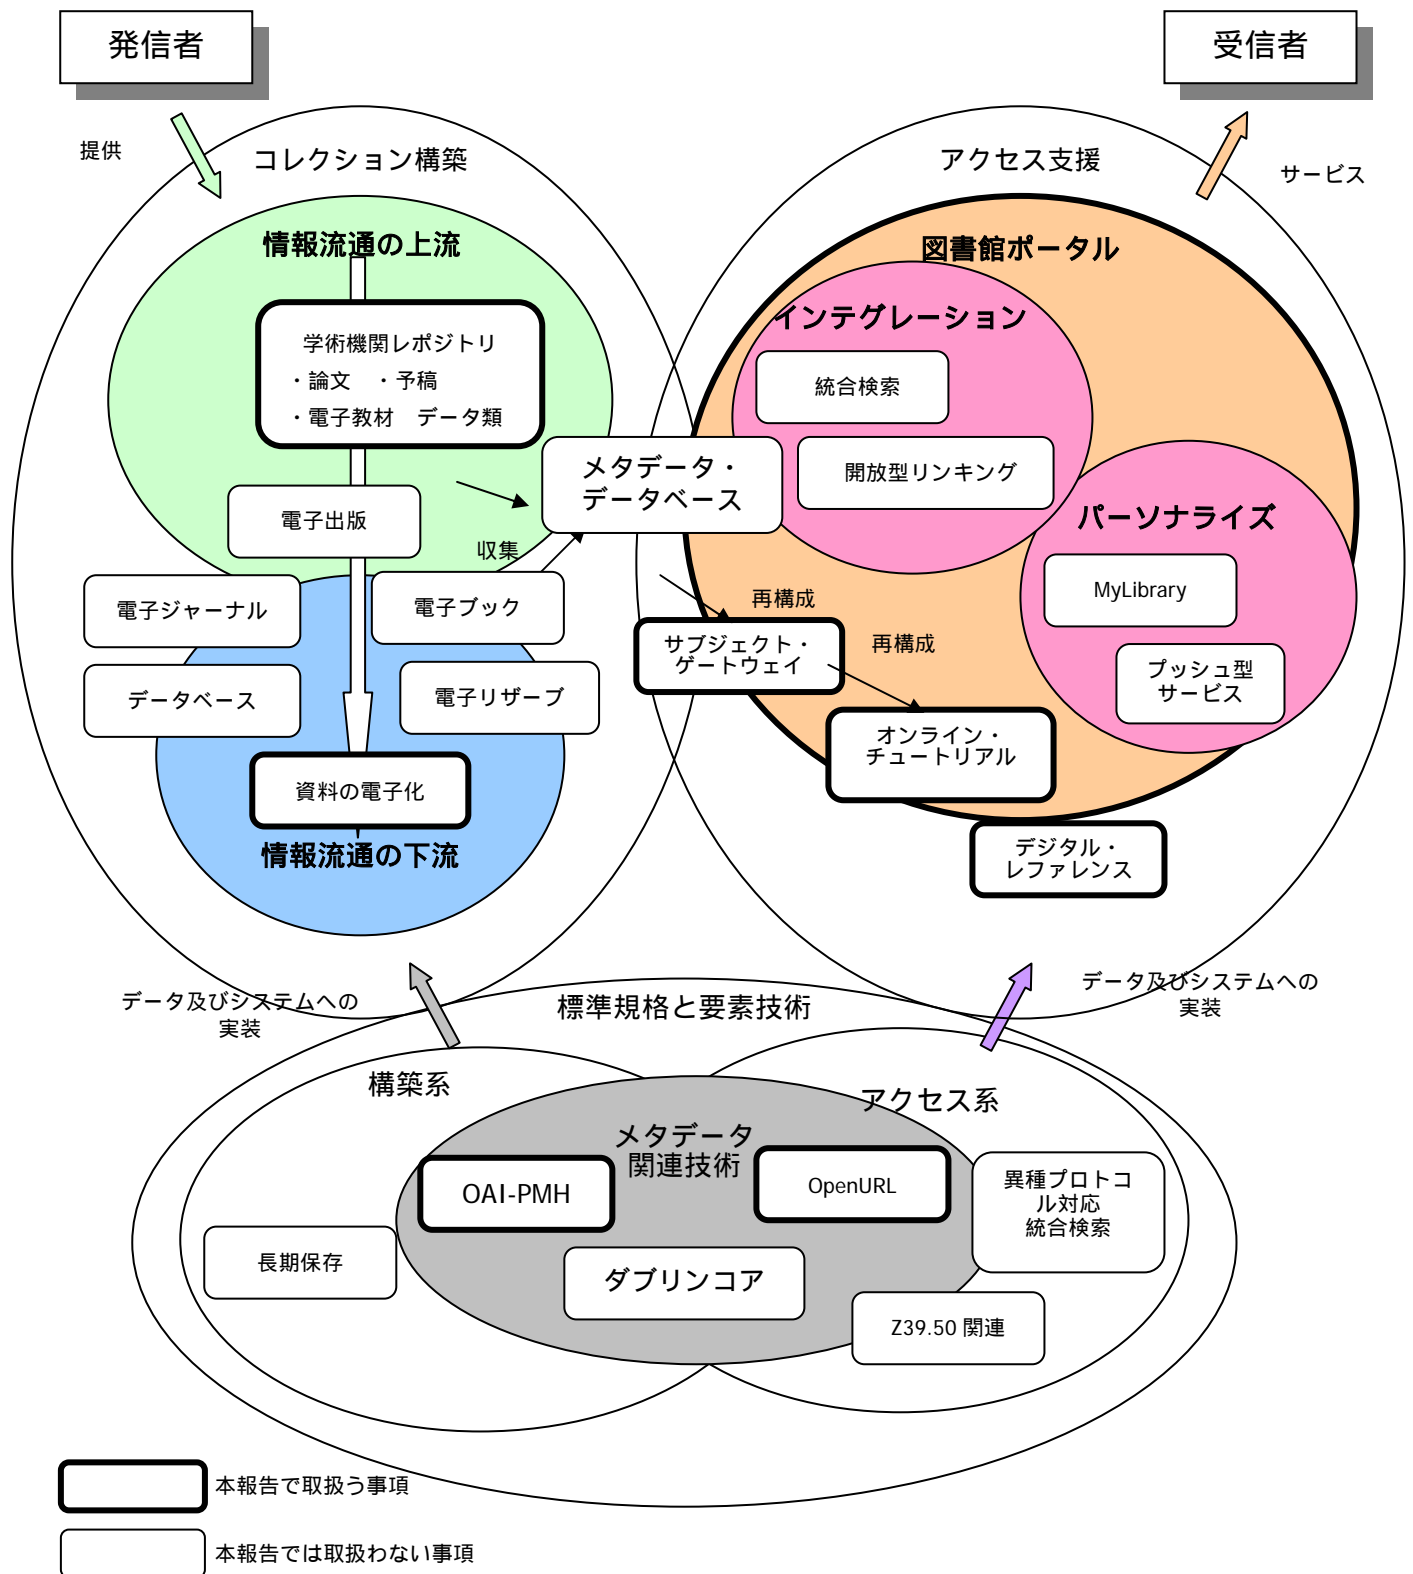 発信者
受信者
提供
コレクション構築
アクセス支援
サービス
情報流通の上流
図書館ポータル
学術機関レポジトリ
・論文　・予稿
・電子教材　データ類
インテグレーション
統合検索
開放型リンキング
メタデータ・
データベース
電子出版
収集
パーソナライズ
MyLibrary
プッシュ型
サービス
電子ジャーナル
電子ブック
データベース
電子リザーブ
再構成
サブジェクト・
ゲートウェイ
再構成
オンライン・
チュートリアル
資料の電子化
情報流通の下流
デジタル・
レファレンス
データ及びシステムへの
実装
標準規格と要素技術
データ及びシステムへの
実装
構築系
アクセス系
メタデータ
関連技術
OAI-PMH
OpenURL
異種プロトコ
ル対応
統合検索
長期保存
ダブリンコア
Z39.50 関連
本報告で取扱う事項
本報告では取扱わない事項